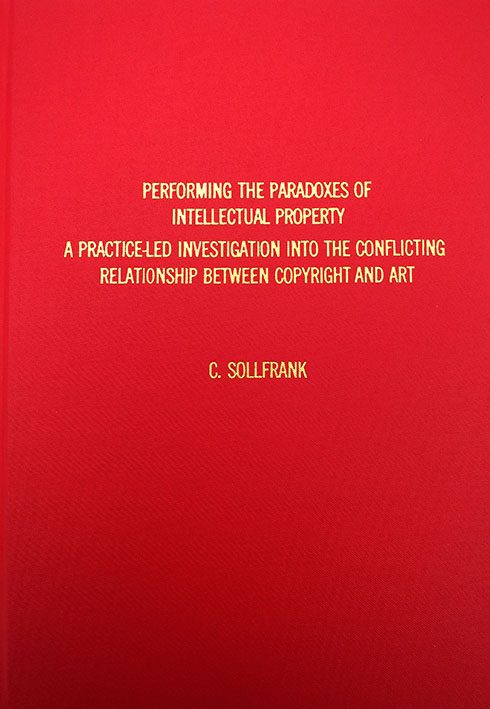 PERFORMING THE PARADOXES OF
INTELLECTUAL PROPERTY
A PRACTICE-LED INVESTIGATION INTO THE CONFLICTING
RELATIONSHIP BETWEEN COPYRIGHT AND ART
C. SOLLFRANK